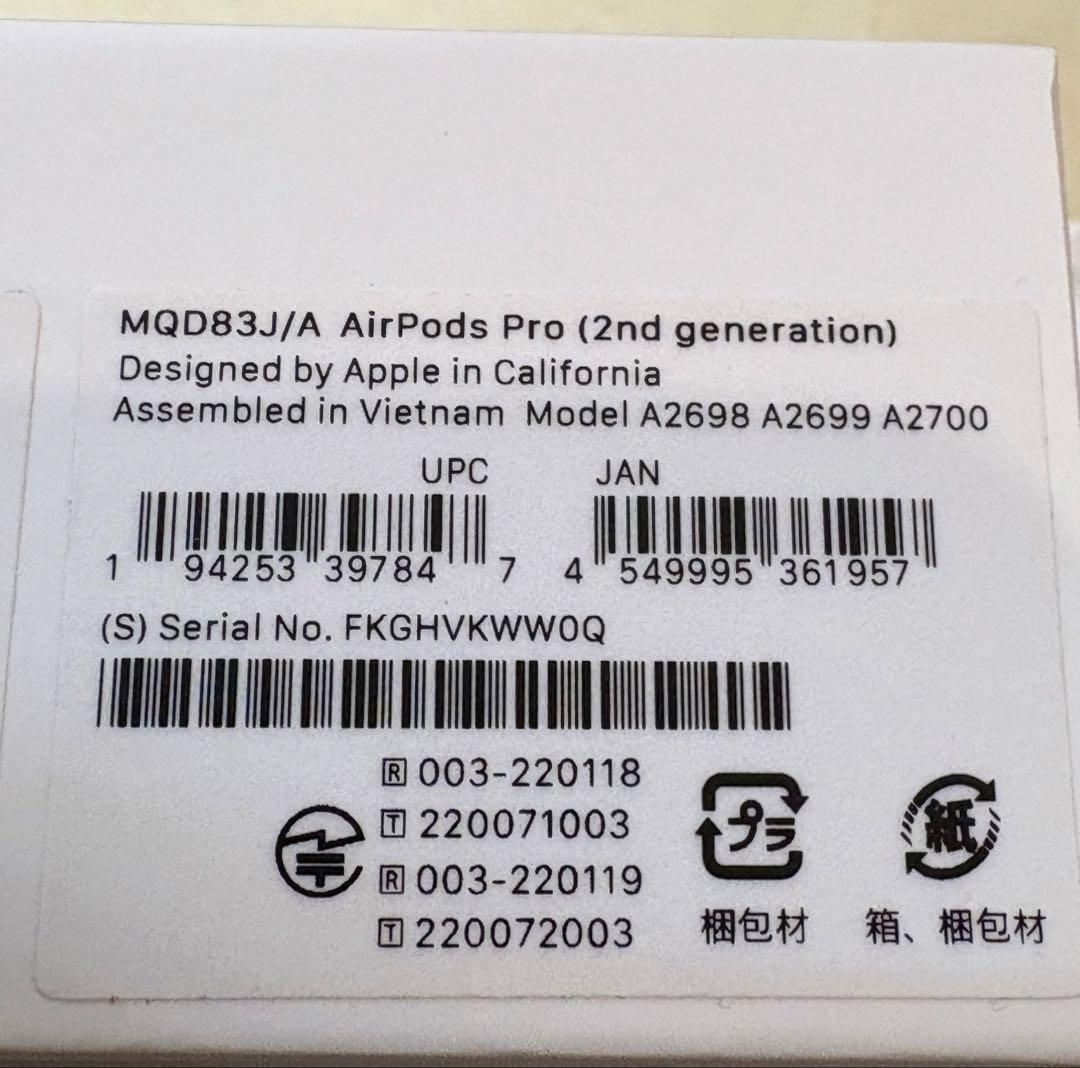 MQD83J/A AirPods Pro (2nd generation)
Designed by Apple in California
Assembled in Vietnam Model A2698 A2699 A2700
UPC JAN
1 94253 39784 7 4 549995 361957
(S) Serial No. FKGHVKWW0Q
R 003-220118
T 220071003
R 003-220119
T 220072003
プラ
紙
梱包材
箱、梱包材